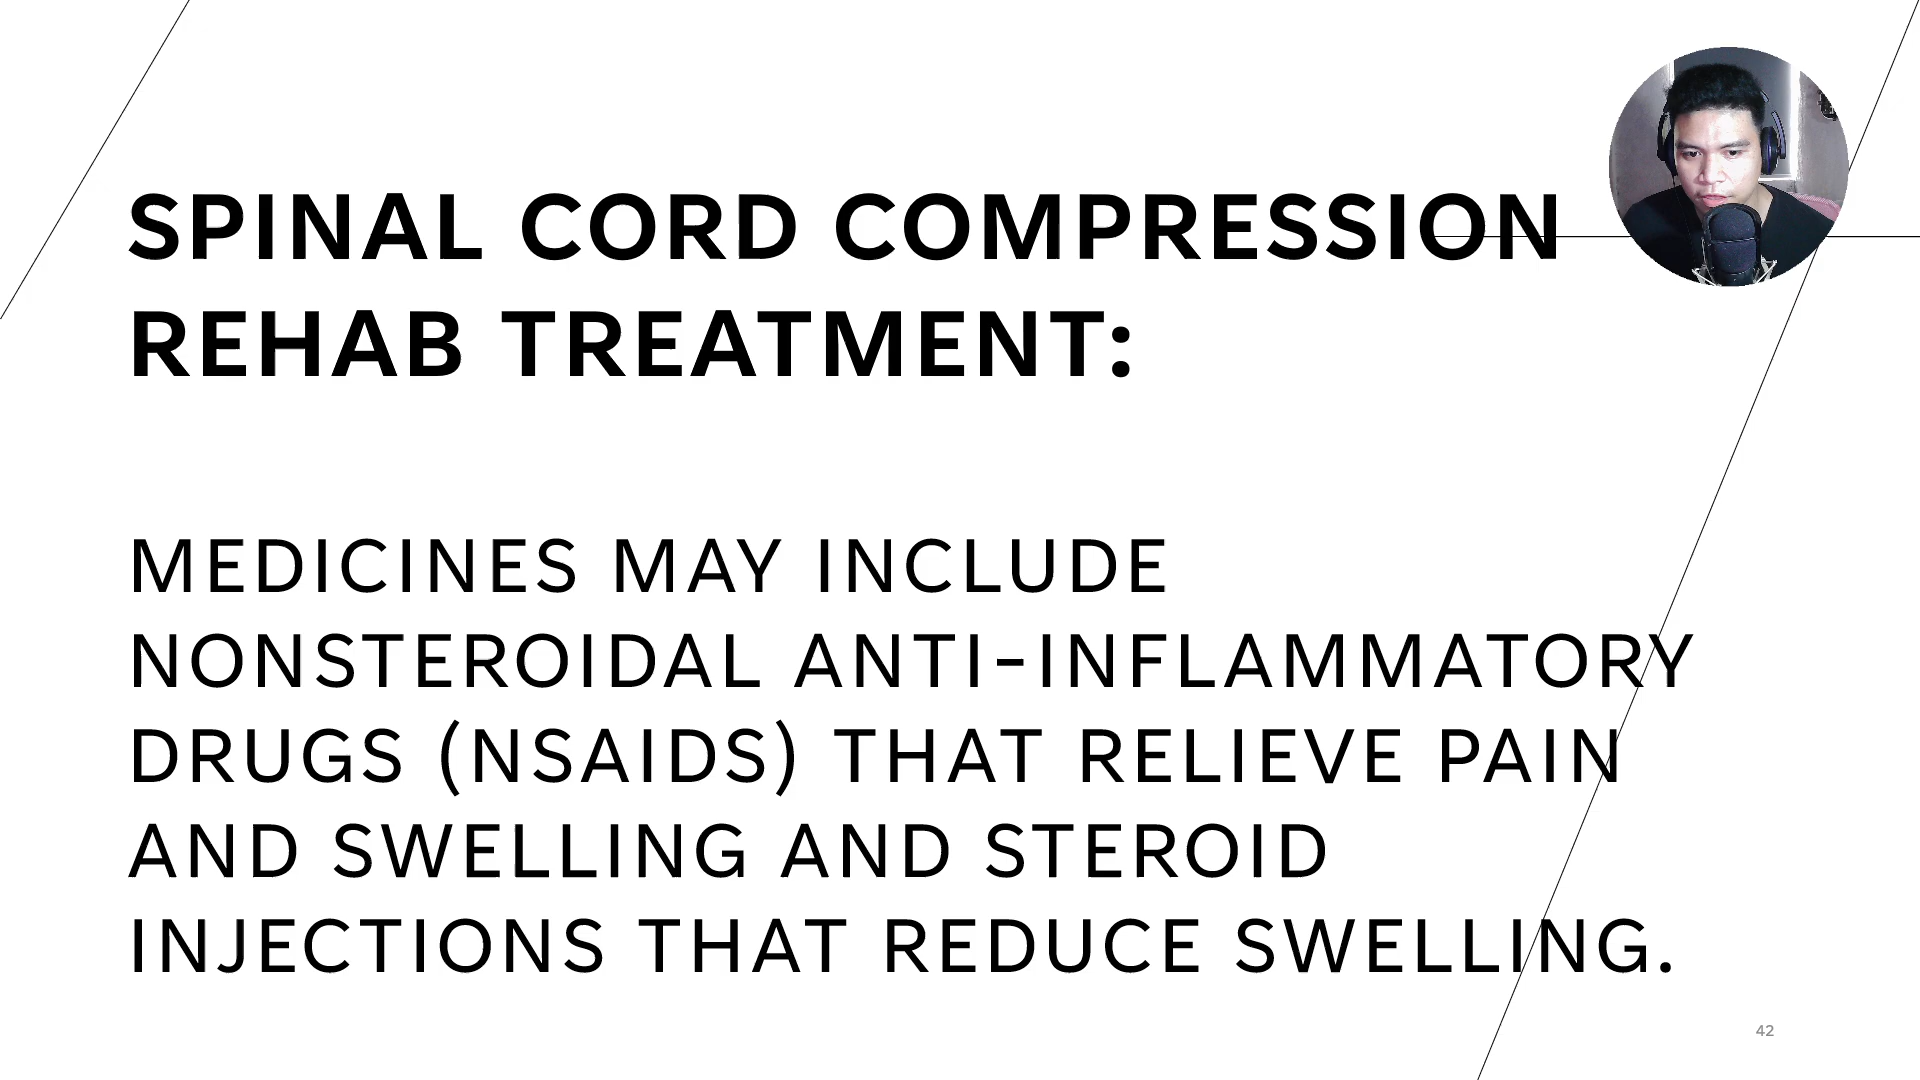 SPINAL CORD COMPRESSION
REHAB TREATMENT:
MEDICINES MAY INCLUDE
NONSTEROIDAL ANTI-INFLAMMATORY
DRUGS (NSAIDS) THAT RELIEVE PAIN
AND SWELLING AND STEROID
INJECTIONS THAT REDUCE SWELLING.
42